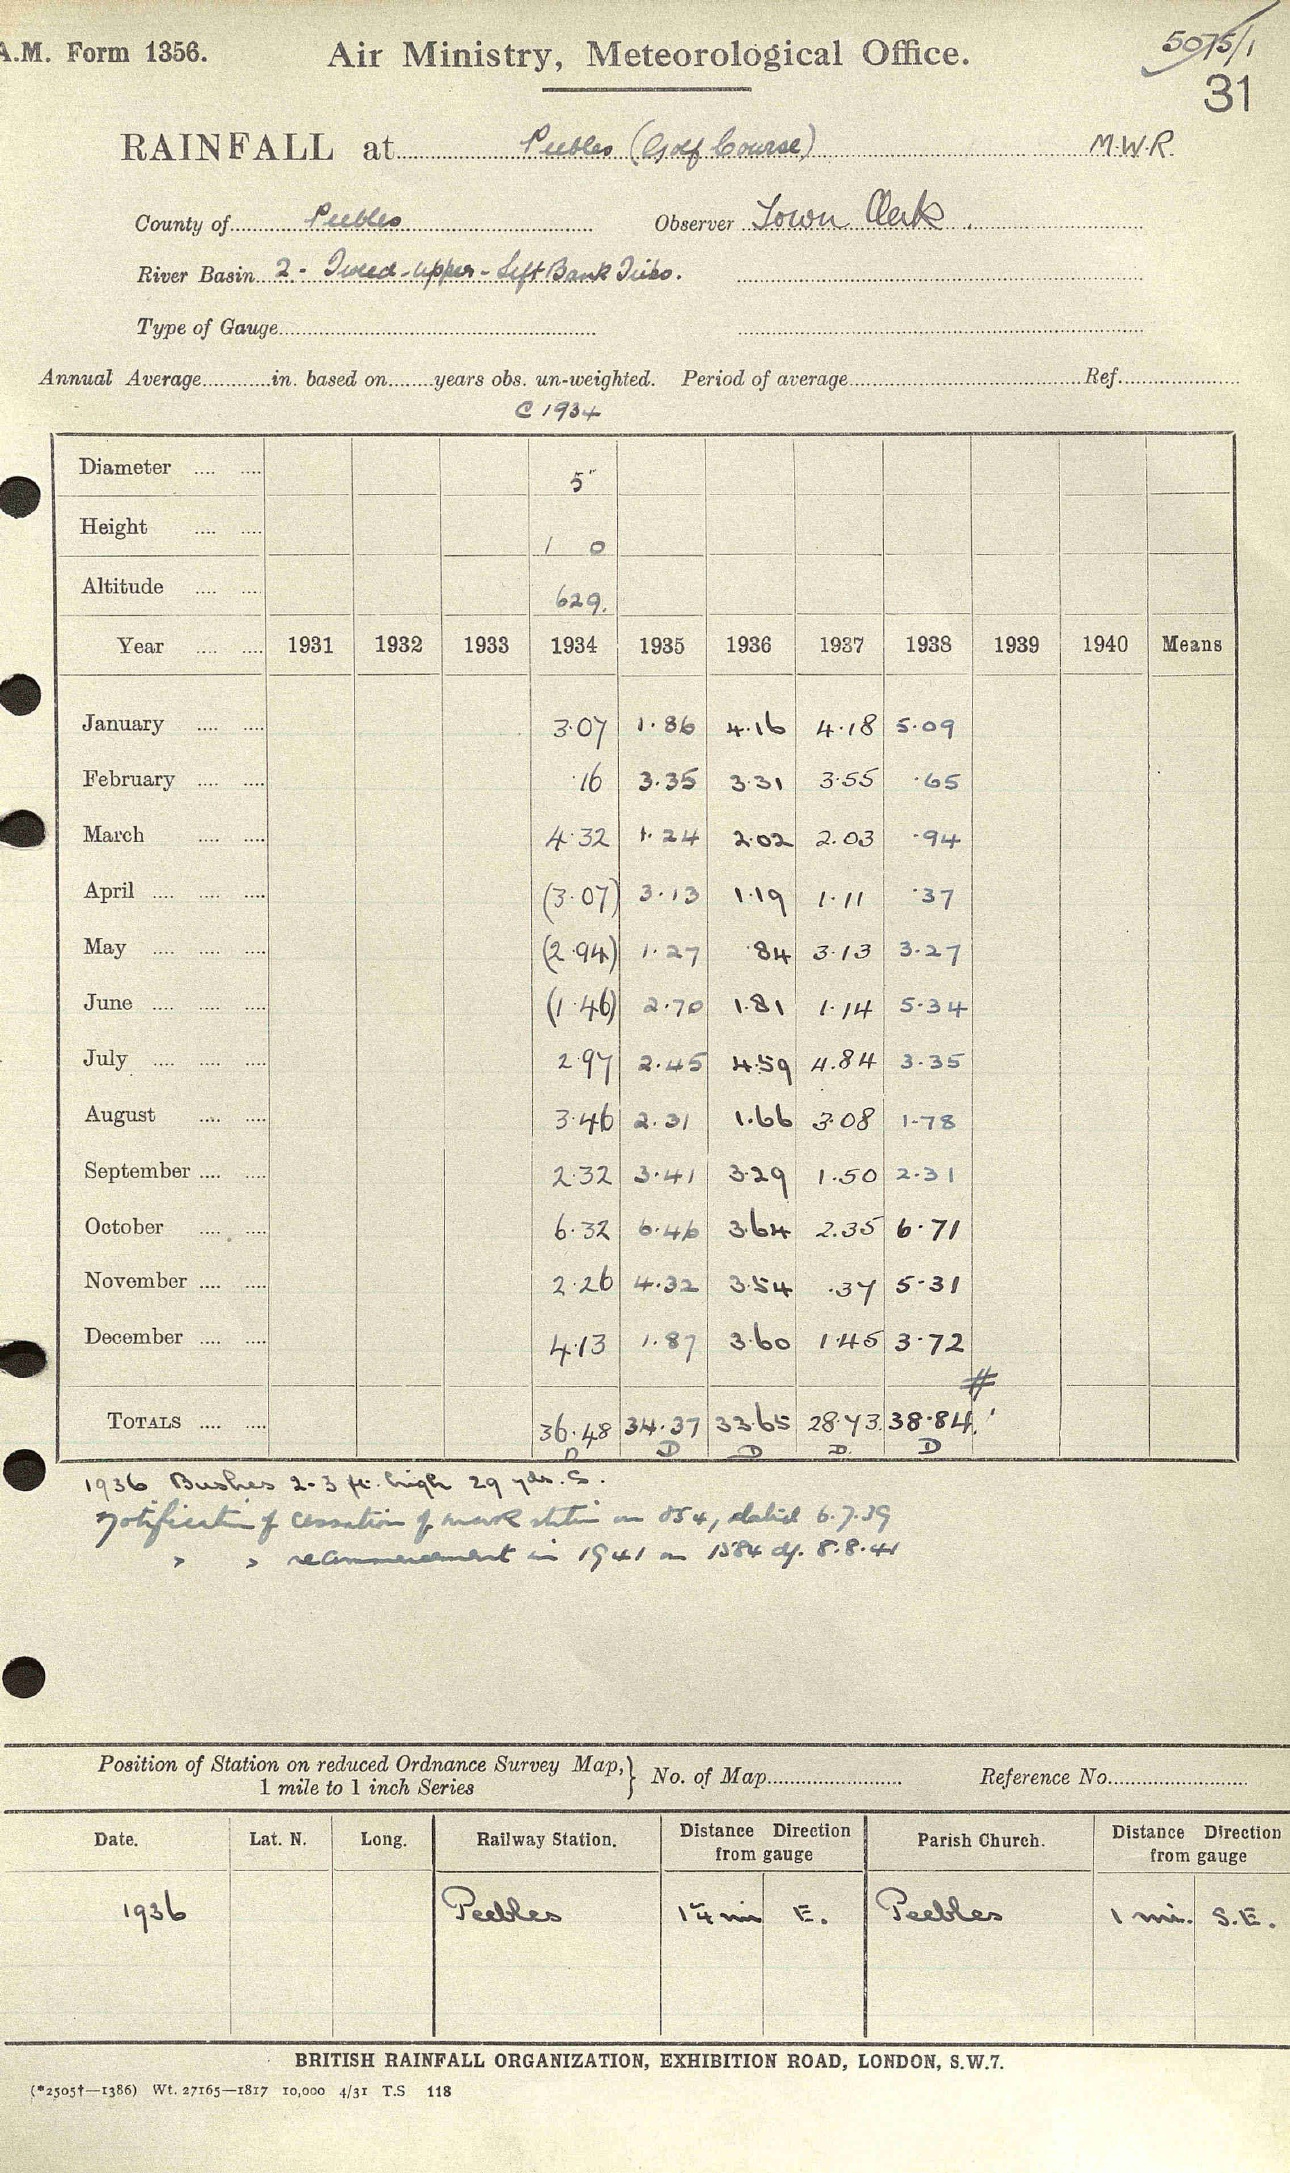 A.M. Form 1356. Air Ministry, Meteorological Office. 5075/1
31
RAINFALL at Peebles (Golf Course) M.W.R.
County of Peebles Observer Town Clerk
River Basin 2 - Tweed-upper-Left Bank Tribs.
Type of Gauge
Annual Average in. based on years obs. un-weighted. Period of average Ref.
C 1934
Diameter 5"
Height 1 0
Altitude 629.
Year 1931 1932 1933 1934 1935 1936 1937 1938 1939 1940 Means
January 3.07 1.86 4.16 4.18 5.09
February .16 3.35 3.31 3.55 .65
March 4.32 1.24 2.02 2.03 .94
April (3.07) 3.13 1.19 1.11 .37
May (2.94) 1.27 .84 3.13 3.27
June (1.46) 2.70 1.81 1.14 5.34
July 2.97 2.45 4.59 4.84 3.35
August 3.46 2.31 1.66 3.08 1.78
September 2.32 3.41 3.29 1.50 2.31
October 6.32 6.46 3.64 2.35 6.71
November 2.26 4.32 3.54 .37 5.31
December 4.13 1.87 3.60 1.45 3.72
#
TOTALS 36.48 34.37 33.65 28.73 38.84
D D D D. D
1936 Bushes 2-3 ft. high 29 yds. S.
Notification of cessation of station on 854, dated 6.7.39
" " recommencement in 1941 on 1584 of. 8.8.41
Position of Station on reduced Ordnance Survey Map,} No. of Map Reference No.
1 mile to 1 inch Series
Date. Lat. N. Long. Railway Station. Distance Direction from gauge Parish Church. Distance Direction from gauge
1936 Peebles 1¼ mi E. Peebles 1 mi. S.E.
BRITISH RAINFALL ORGANIZATION, EXHIBITION ROAD, LONDON, S.W.7.
(*2505†—1386) Wt. 27165—1817 10,000 4/31 T.S 118